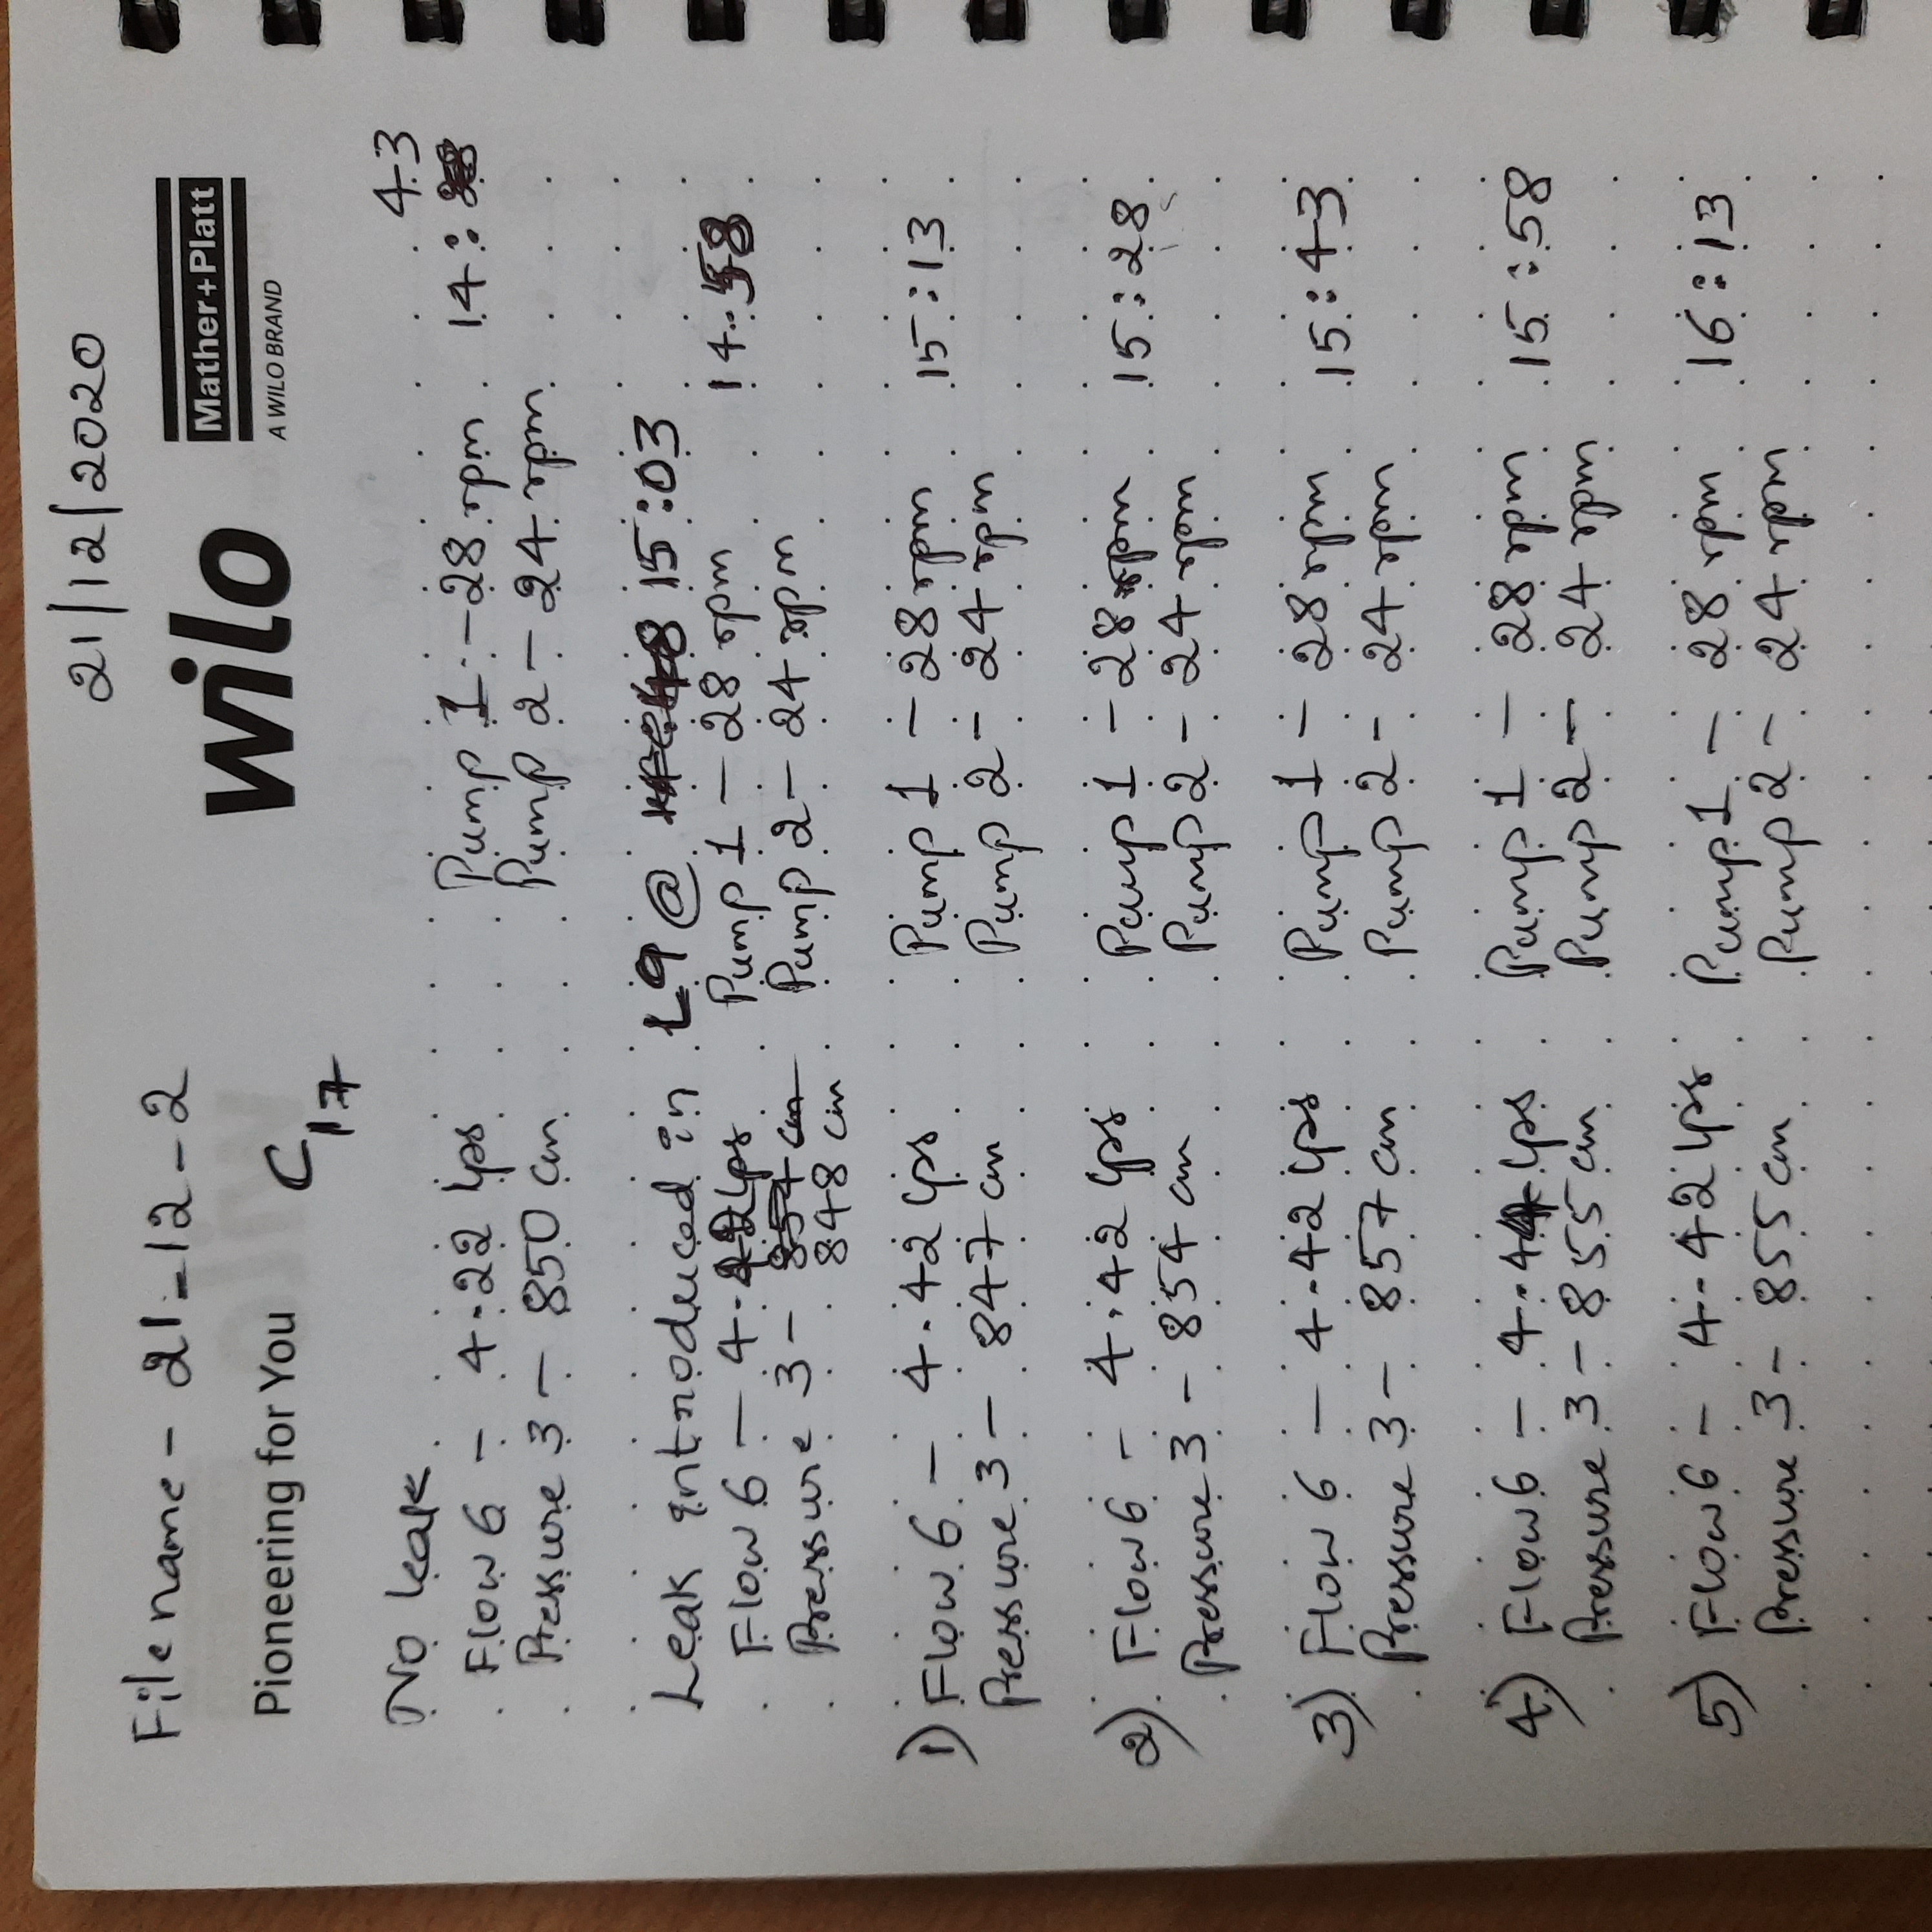 21/12/2020
File name - 21-12-2
wilo
Mather+Platt
A WILO BRAND
Pioneering for You
C17
No leak 43
Flow 6 - 4.22 lps Pump 1 - 28 rpm 14:
Pressure 3 - 850 cm Pump 2 - 24 rpm
Leak introduced in L9 @ 15:03
Flow 6 - 4.42 lps Pump 1 - 28 rpm 14:58
Pressure 3 - 854 cm Pump 2 - 24 rpm
848 cm
1) Flow 6 - 4.42 lps Pump 1 - 28 rpm 15:13
Pressure 3 - 847 cm Pump 2 - 24 rpm
2) Flow 6 - 4.42 lps Pump 1 - 28 rpm 15:28
Pressure 3 - 854 cm Pump 2 - 24 rpm
3) Flow 6 - 4.42 lps Pump 1 - 28 rpm 15:43
Pressure 3 - 857 cm Pump 2 - 24 rpm
4) Flow 6 - 4.44 lps Pump 1 - 28 rpm 15:58
Pressure 3 - 855 cm Pump 2 - 24 rpm
5) Flow 6 - 4.42 lps Pump 1 - 28 rpm 16:13
Pressure 3 - 855 cm Pump 2 - 24 rpm